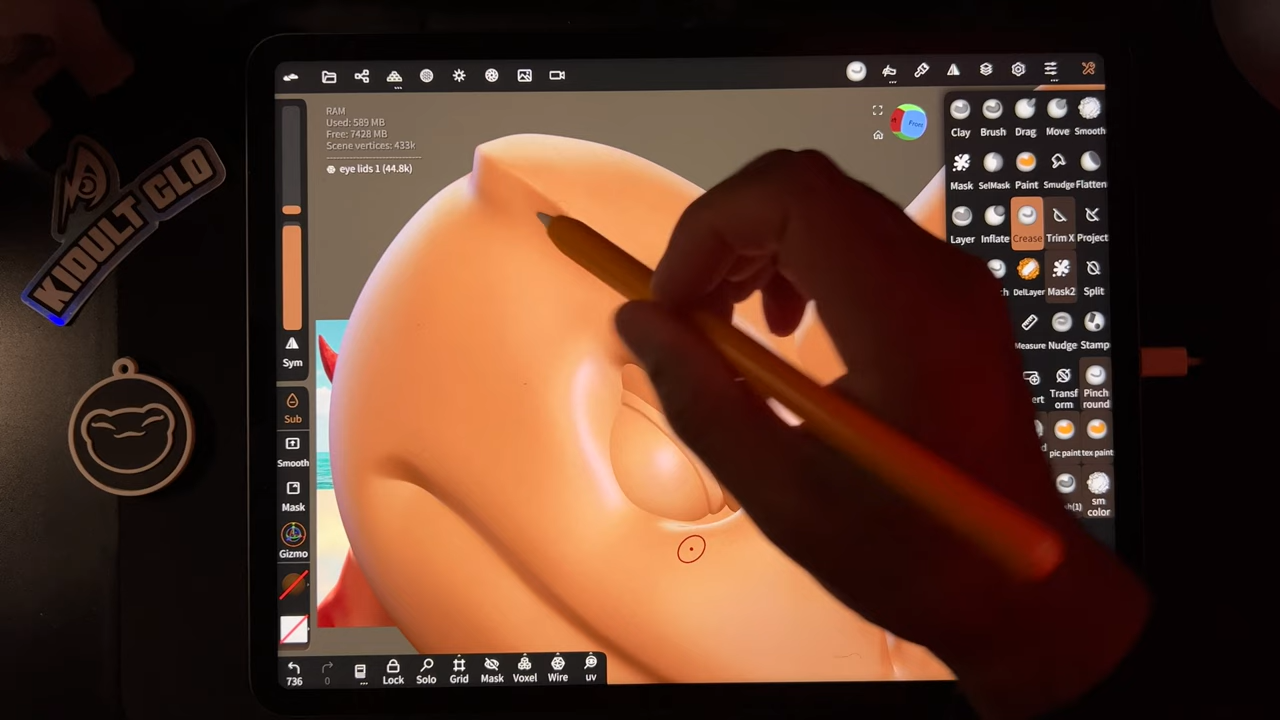 KIDULT CLO
RAM
Used: 589 MB
Free: 7428 MB
Scene vertices: 433k
eye lids 1 (44.8k)
Front
Clay
Brush
Drag
Move
Smooth
Mask
SelMask
Paint
Smudge
Flatten
Layer
Inflate
Crease
Trim X
Project
DelLayer
Mask2
Split
Measure
Nudge
Stamp
Transf
orm
Pinch
round
pic paint
tex paint
sm
color
Sym
Sub
Smooth
Mask
Gizmo
736
0
Lock
Solo
Grid
Mask
Voxel
Wire
uv